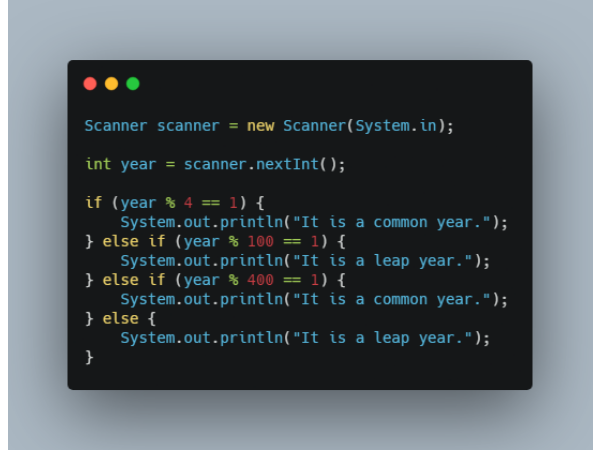 Scanner scanner = new Scanner(System.in);
int year = scanner.nextInt();
if (year % 4 == 1) {
    System.out.println("It is a common year.");
} else if (year % 100 == 1) {
    System.out.println("It is a leap year.");
} else if (year % 400 == 1) {
    System.out.println("It is a common year.");
} else {
    System.out.println("It is a leap year.");
}